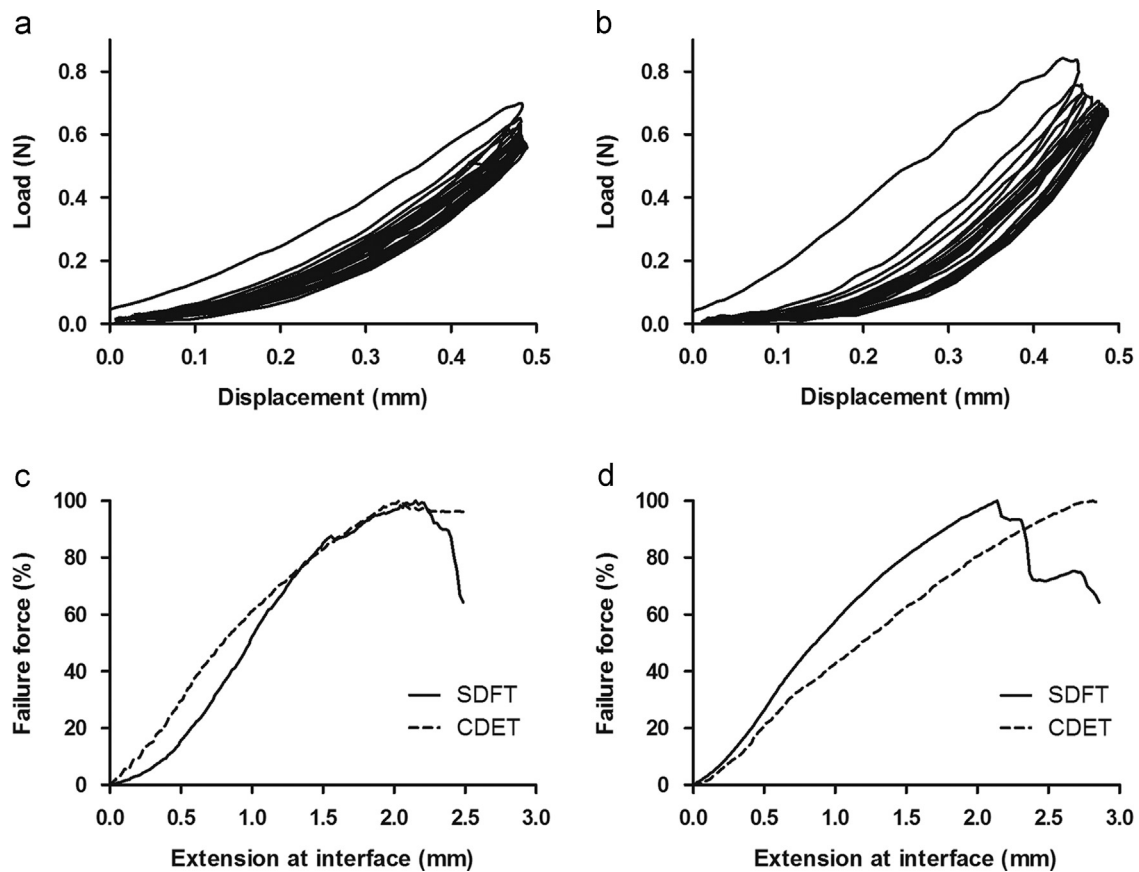 a
b
Load (N)
0.8
0.6
0.4
0.2
0.0
0.0 0.1 0.2 0.3 0.4 0.5
Displacement (mm)
Load (N)
0.8
0.6
0.4
0.2
0.0
0.0 0.1 0.2 0.3 0.4 0.5
Displacement (mm)
c
d
Failure force (%)
100
80
60
40
20
0
SDFT
CDET
0.0 0.5 1.0 1.5 2.0 2.5 3.0
Extension at interface (mm)
Failure force (%)
100
80
60
40
20
0
SDFT
CDET
0.0 0.5 1.0 1.5 2.0 2.5 3.0
Extension at interface (mm)